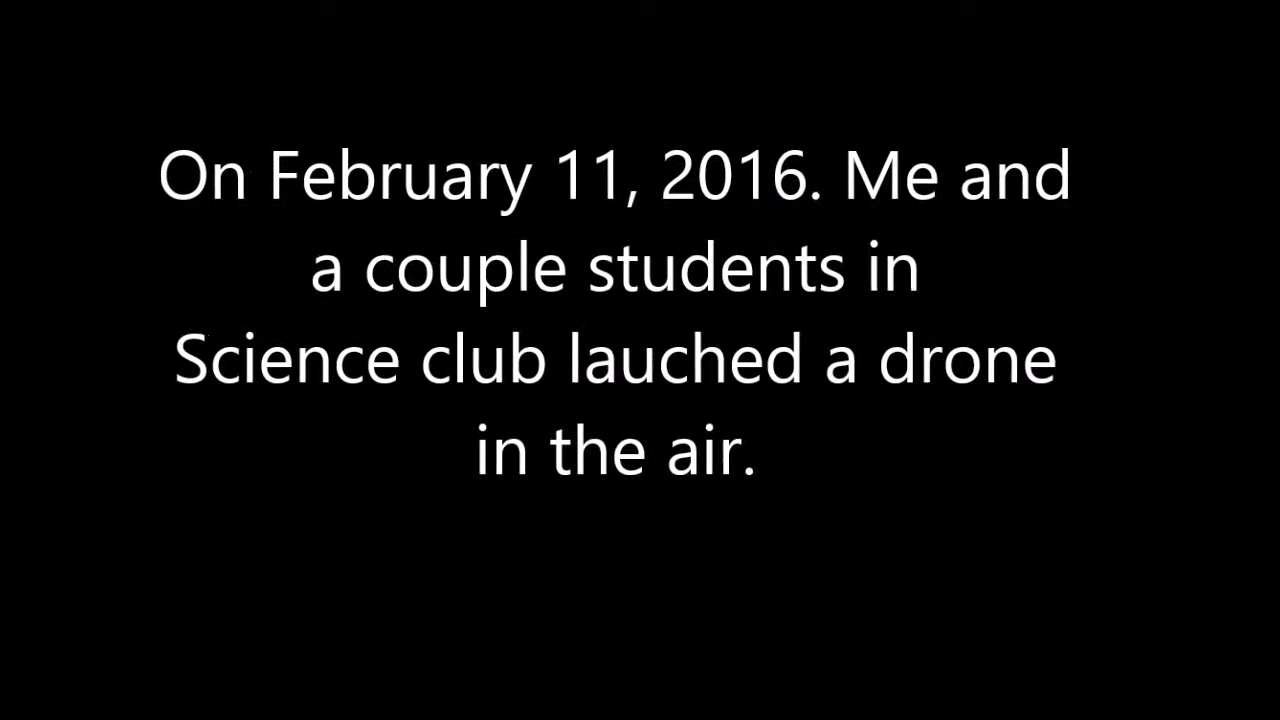 On February 11, 2016. Me and
a couple students in
Science club lauched a drone
in the air.